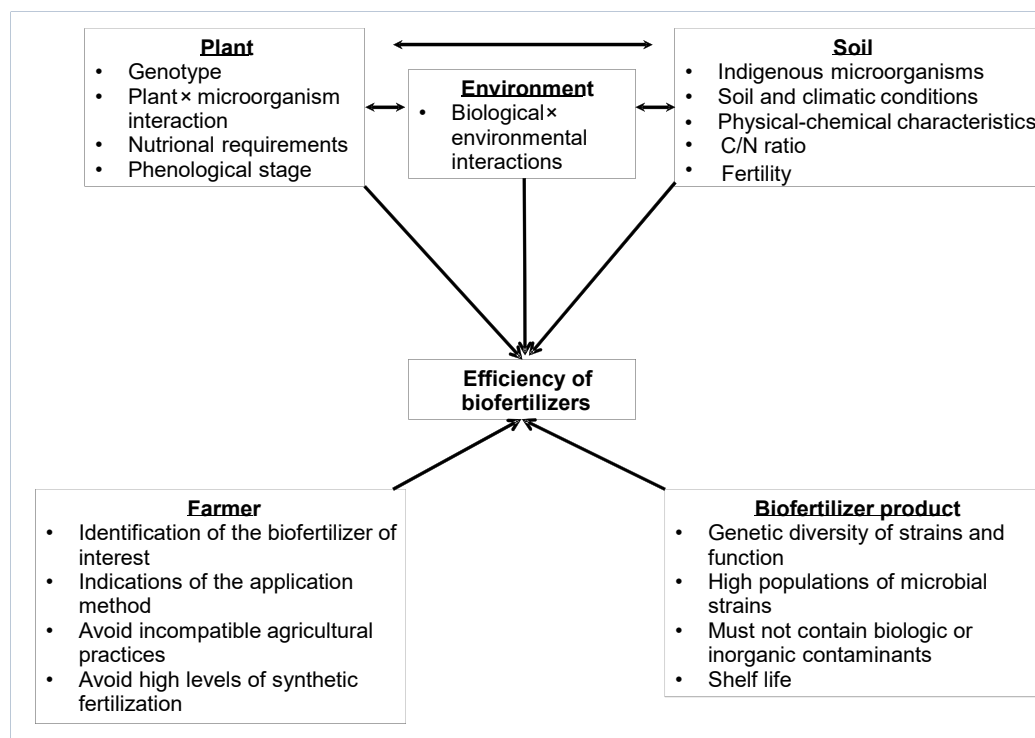 Plant
• Genotype
• Plant × microorganism
interaction
• Nutrional requirements
• Phenological stage
Environment
• Biological ×
environmental
interactions
Soil
• Indigenous microorganisms
• Soil and climatic conditions
• Physical-chemical characteristics
• C/N ratio
• Fertility
Efficiency of
biofertilizers
Farmer
• Identification of the biofertilizer of
interest
• Indications of the application
method
• Avoid incompatible agricultural
practices
• Avoid high levels of synthetic
fertilization
Biofertilizer product
• Genetic diversity of strains and
function
• High populations of microbial
strains
• Must not contain biologic or
inorganic contaminants
• Shelf life